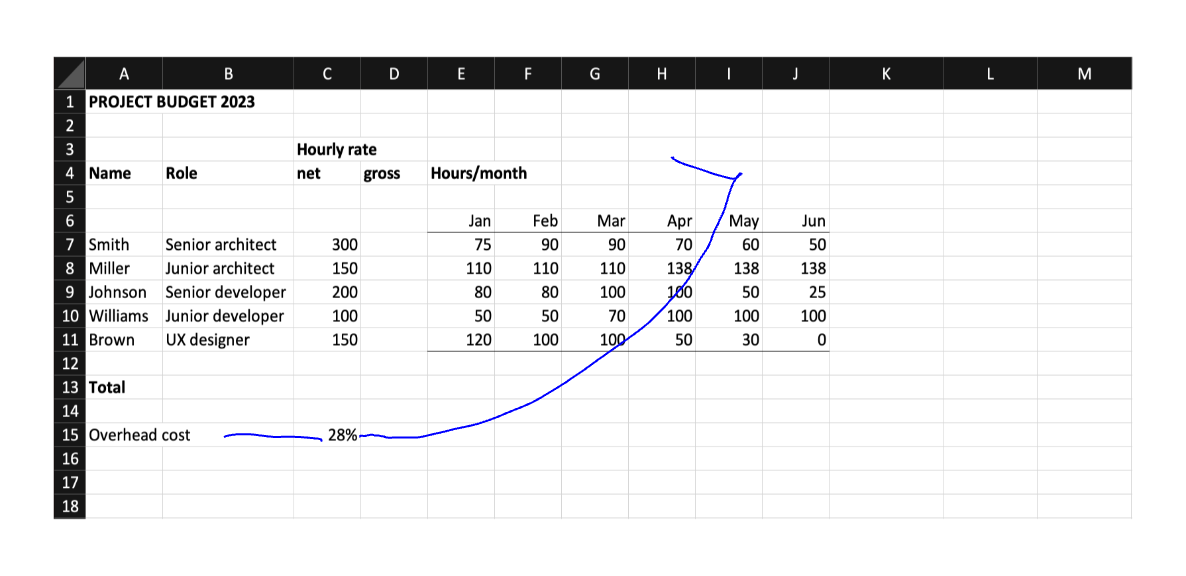 A B C D E F G H I J K L M
1 PROJECT BUDGET 2023
2
3 Hourly rate
4 Name Role net gross Hours/month
5
6 Jan Feb Mar Apr May Jun
7 Smith Senior architect 300 75 90 90 70 60 50
8 Miller Junior architect 150 110 110 110 138 138 138
9 Johnson Senior developer 200 80 80 100 100 50 25
10 Williams Junior developer 100 50 50 70 100 100 100
11 Brown UX designer 150 120 100 100 50 30 0
12
13 Total
14
15 Overhead cost 28%
16
17
18